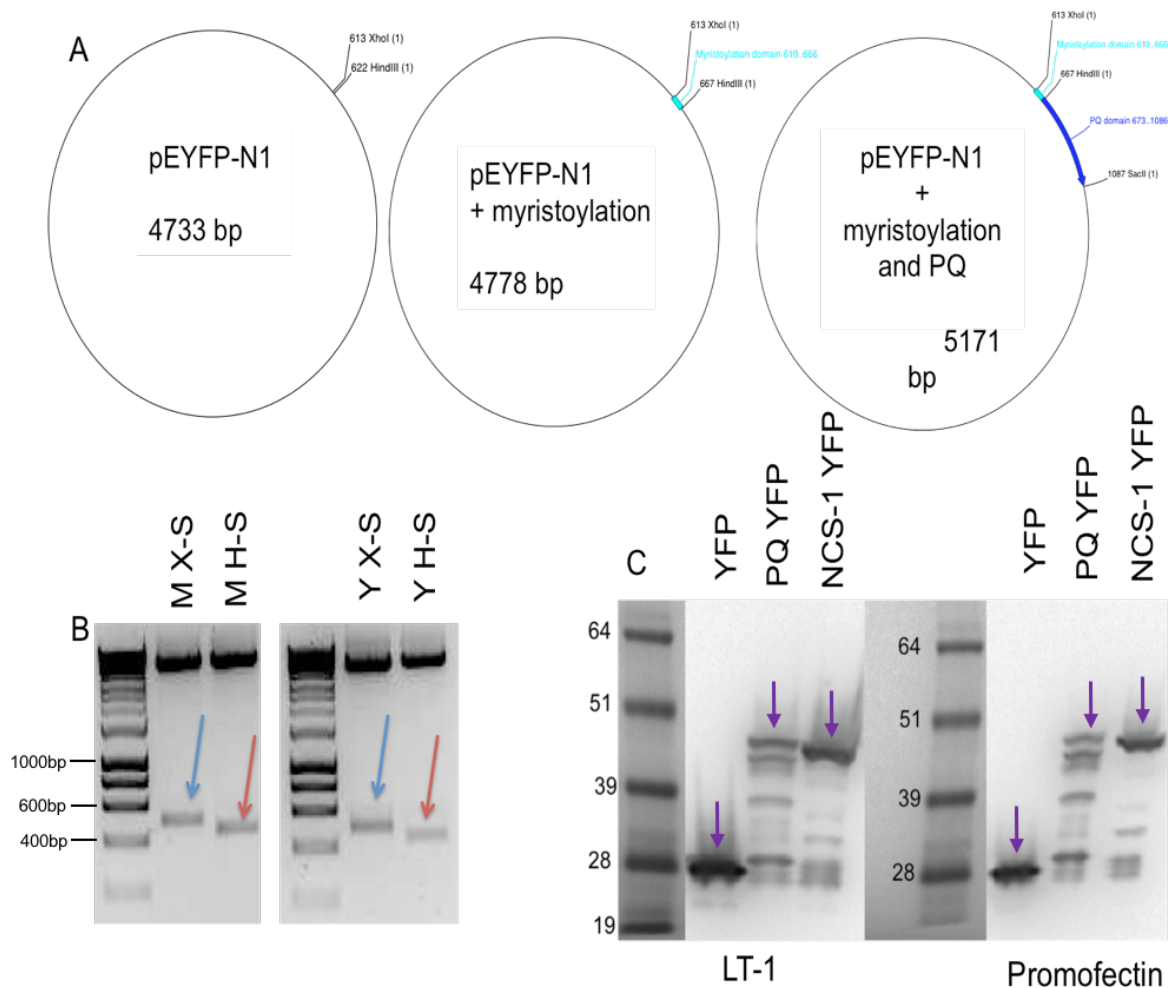 A
613 XhoI (1)
622 HindIII (1)
pEYFP-N1
4733 bp
613 XhoI (1)
Myristoylation domain 619..666
667 HindIII (1)
pEYFP-N1
+ myristoylation
4778 bp
613 XhoI (1)
Myristoylation domain 619..666
667 HindIII (1)
PQ domain 673..1086
1087 SacII (1)
pEYFP-N1
+
myristoylation
and PQ
5171
bp
B
M X-S
M H-S
Y X-S
Y H-S
1000bp
600bp
400bp
C
YFP
PQ YFP
NCS-1 YFP
YFP
PQ YFP
NCS-1 YFP
64
51
39
28
19
64
51
39
28
LT-1
Promofectin